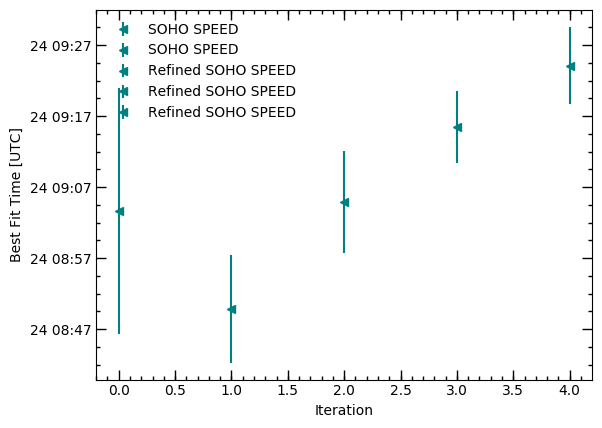 SOHO SPEED
SOHO SPEED
Refined SOHO SPEED
Refined SOHO SPEED
Refined SOHO SPEED
24 09:27
24 09:17
24 09:07
24 08:57
24 08:47
Best Fit Time [UTC]
0.0 0.5 1.0 1.5 2.0 2.5 3.0 3.5 4.0
Iteration